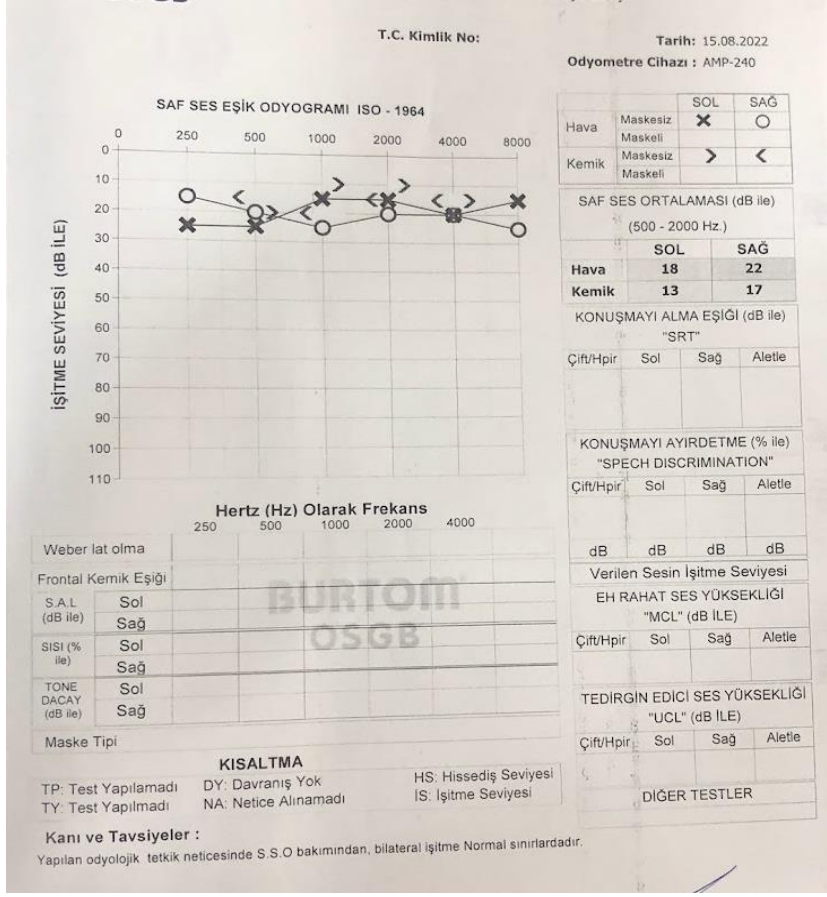 T.C. Kimlik No:
Tarih: 15.08.2022
Odyometre Cihazı : AMP-240
SAF SES EŞİK ODYOGRAMI ISO - 1964
0 250 500 1000 2000 4000 8000
0
10
20
30
40
50
60
70
80
90
100
110
İŞİTME SEVİYESİ (dB İLE)
Hertz (Hz) Olarak Frekans
SOL SAĞ
Hava Maskesiz ✕ O
Maskeli
Kemik Maskesiz > <
Maskeli
SAF SES ORTALAMASI (dB ile)
(500 - 2000 Hz.)
SOL SAĞ
Hava 18 22
Kemik 13 17
KONUŞMAYI ALMA EŞİĞİ (dB ile)
"SRT"
Çift/Hpir Sol Sağ Aletle
KONUŞMAYI AYIRDETME (% ile)
"SPECH DISCRIMINATION"
Çift/Hpir Sol Sağ Aletle
dB dB dB dB
Verilen Sesin İşitme Seviyesi
EH RAHAT SES YÜKSEKLİĞİ
"MCL" (dB İLE)
Çift/Hpir Sol Sağ Aletle
TEDİRGİN EDİCİ SES YÜKSEKLİĞİ
"UCL" (dB İLE)
Çift/Hpir Sol Sağ Aletle
DİĞER TESTLER
250 500 1000 2000 4000
Weber lat olma
Frontal Kemik Eşiği
S.A.L
(dB ile)
Sol
Sağ
SISI (%
ile)
Sol
Sağ
TONE
DACAY
(dB ile)
Sol
Sağ
Maske Tipi
BURTOM
OSGB
KISALTMA
TP: Test Yapılamadı DY: Davranış Yok HS: Hissediş Seviyesi
TY: Test Yapılmadı NA: Netice Alınamadı İS: İşitme Seviyesi
Kanı ve Tavsiyeler :
Yapılan odyolojik tetkik neticesinde S.S.O bakımından, bilateral işitme Normal sınırlardadır.